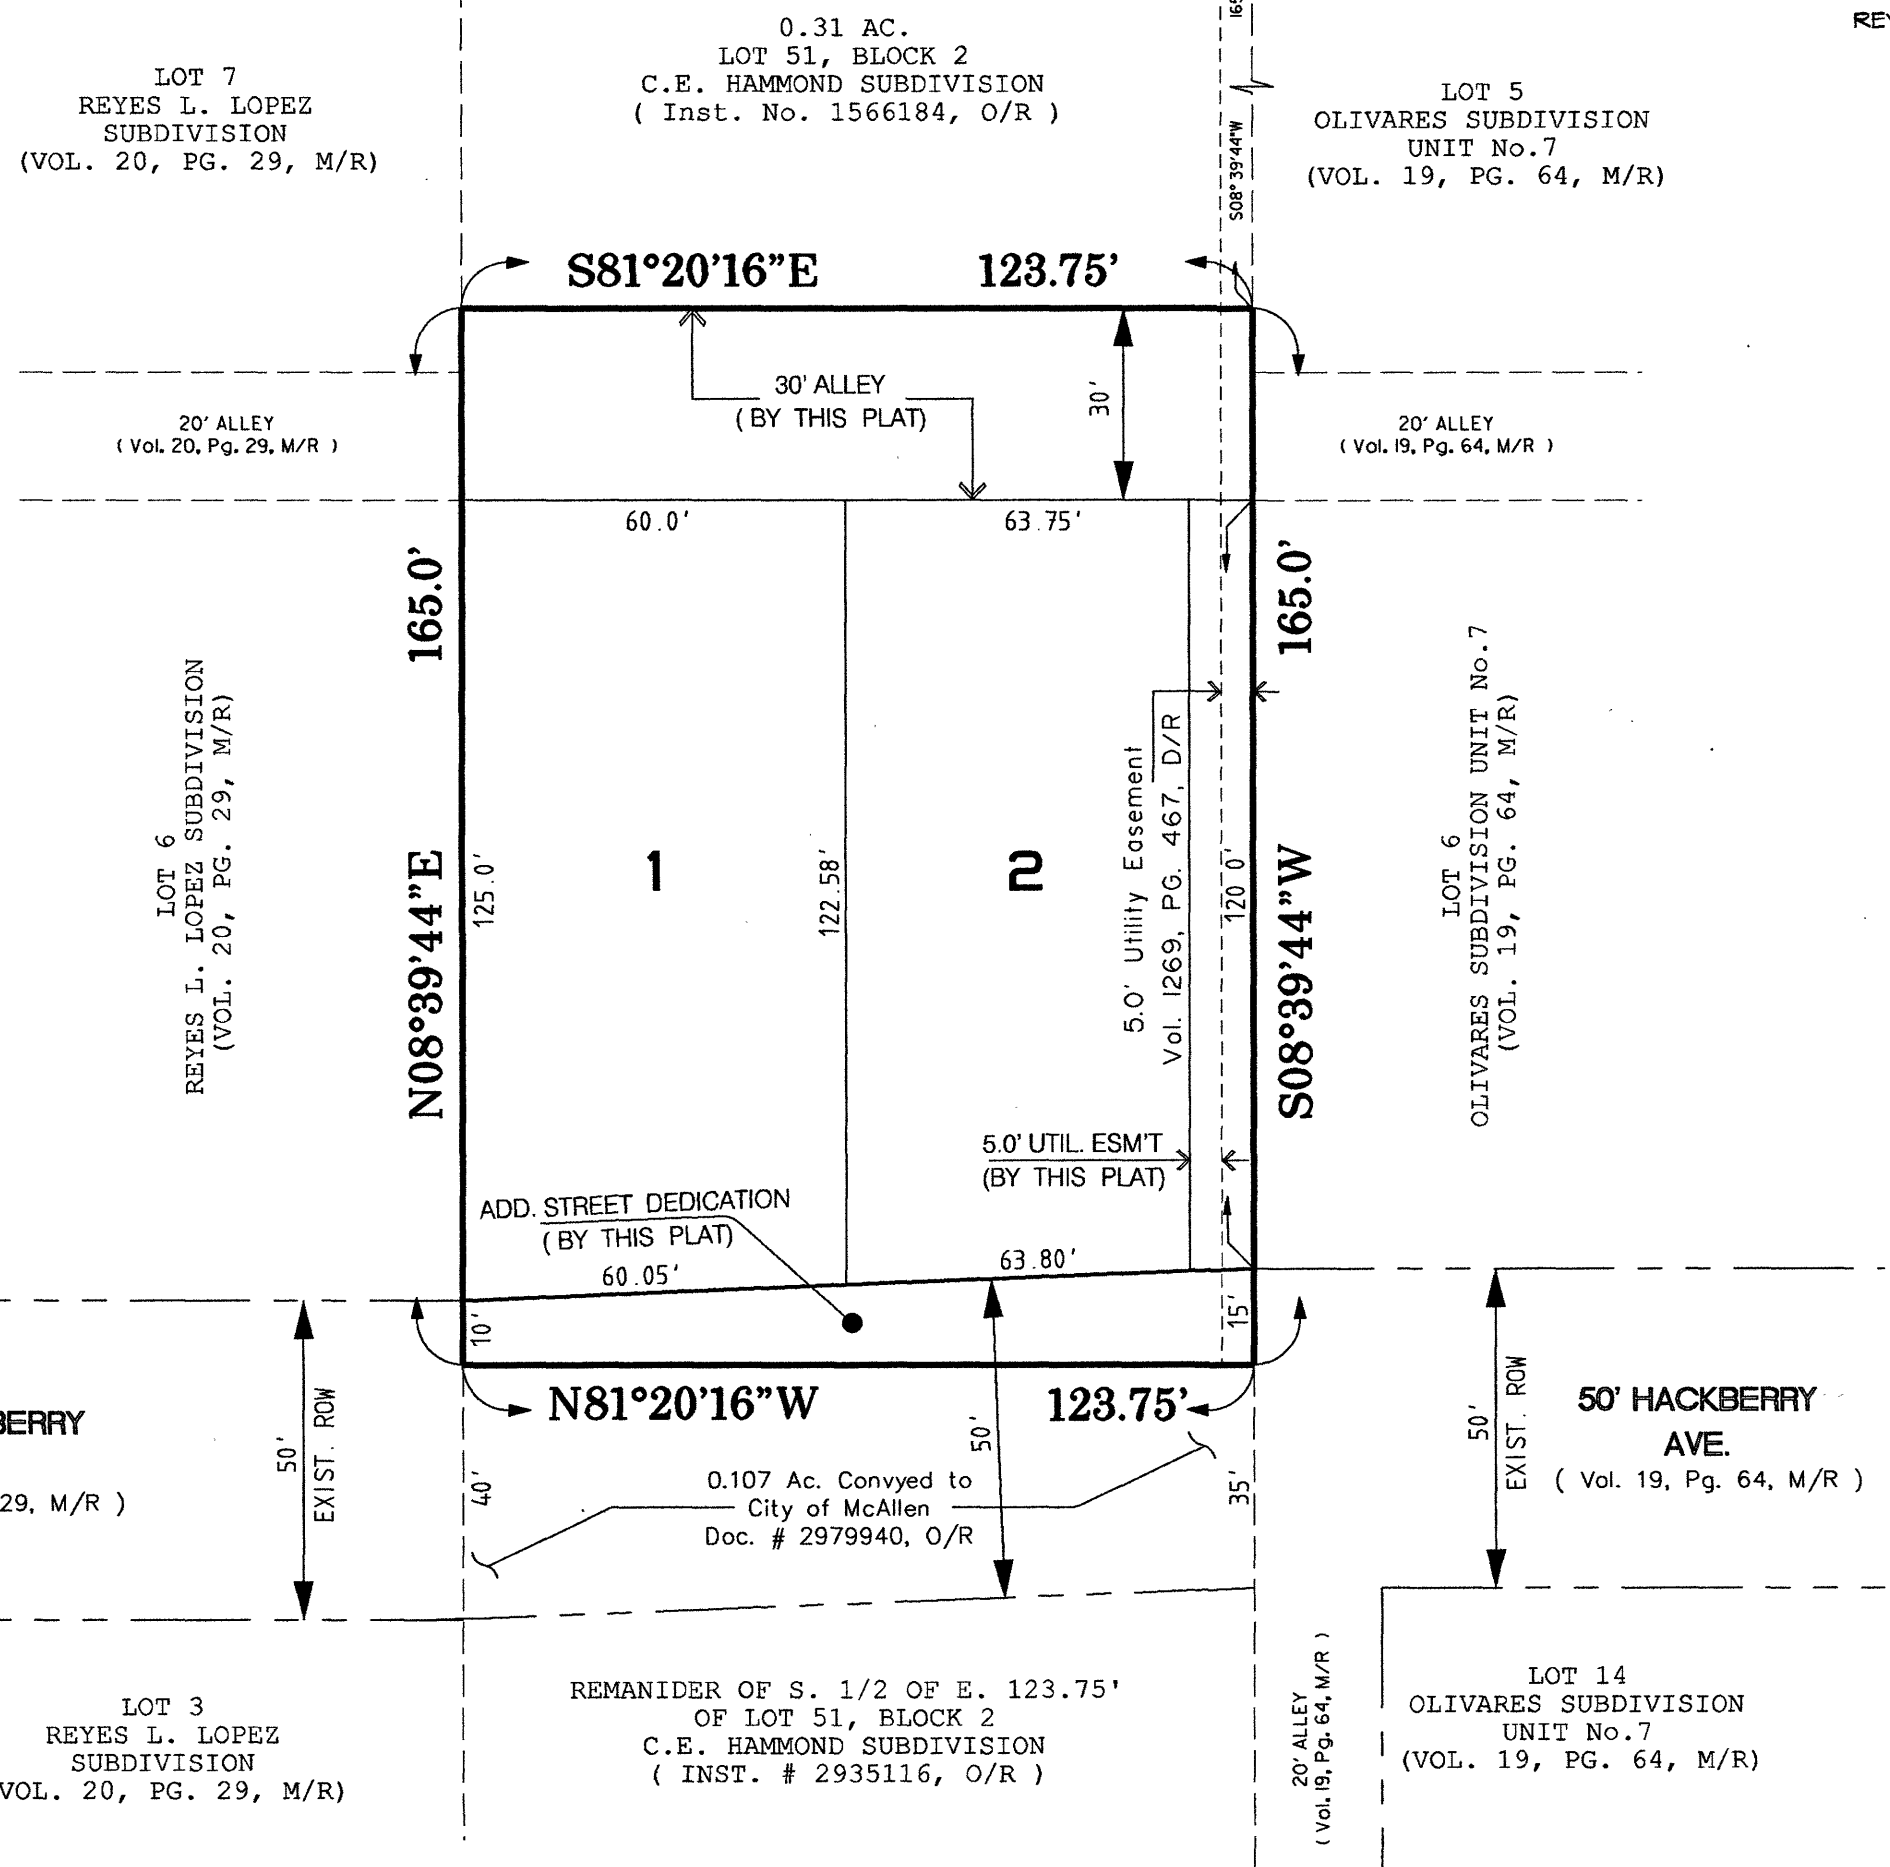 0.31 AC.
LOT 51, BLOCK 2
C.E. HAMMOND SUBDIVISION
( Inst. No. 1566184, O/R )
LOT 7
REYES L. LOPEZ
SUBDIVISION
(VOL. 20, PG. 29, M/R)
LOT 5
OLIVARES SUBDIVISION
UNIT No.7
(VOL. 19, PG. 64, M/R)
S08°39'44"W
S81°20'16"E 123.75'
30' ALLEY
(BY THIS PLAT)
30'
20' ALLEY
( Vol. 20, Pg. 29, M/R )
20' ALLEY
( Vol. 19, Pg. 64, M/R )
60.0'
63.75'
N08°39'44"E 165.0'
S08°39'44"W 165.0'
LOT 6
REYES L. LOPEZ SUBDIVISION
(VOL. 20, PG. 29, M/R)
125.0'
1
122.58'
2
5.0' Utility Easement
Vol. 1269, PG. 467, D/R
120 0'
LOT 6
OLIVARES SUBDIVISION UNIT No.7
(VOL. 19, PG. 64, M/R)
5.0' UTIL. ESM'T
(BY THIS PLAT)
ADD. STREET DEDICATION
( BY THIS PLAT)
60.05'
63.80'
10'
15'
N81°20'16"W 123.75'
BERRY
29, M/R )
50'
EXIST. ROW
40'
50'
35'
0.107 Ac. Convyed to
City of McAllen
Doc. # 2979940, O/R
50'
EXIST. ROW
50' HACKBERRY
AVE.
( Vol. 19, Pg. 64, M/R )
LOT 3
REYES L. LOPEZ
SUBDIVISION
VOL. 20, PG. 29, M/R)
REMANIDER OF S. 1/2 OF E. 123.75'
OF LOT 51, BLOCK 2
C.E. HAMMOND SUBDIVISION
( INST. # 2935116, O/R )
20' ALLEY
( Vol. 19, Pg. 64, M/R )
LOT 14
OLIVARES SUBDIVISION
UNIT No.7
(VOL. 19, PG. 64, M/R)